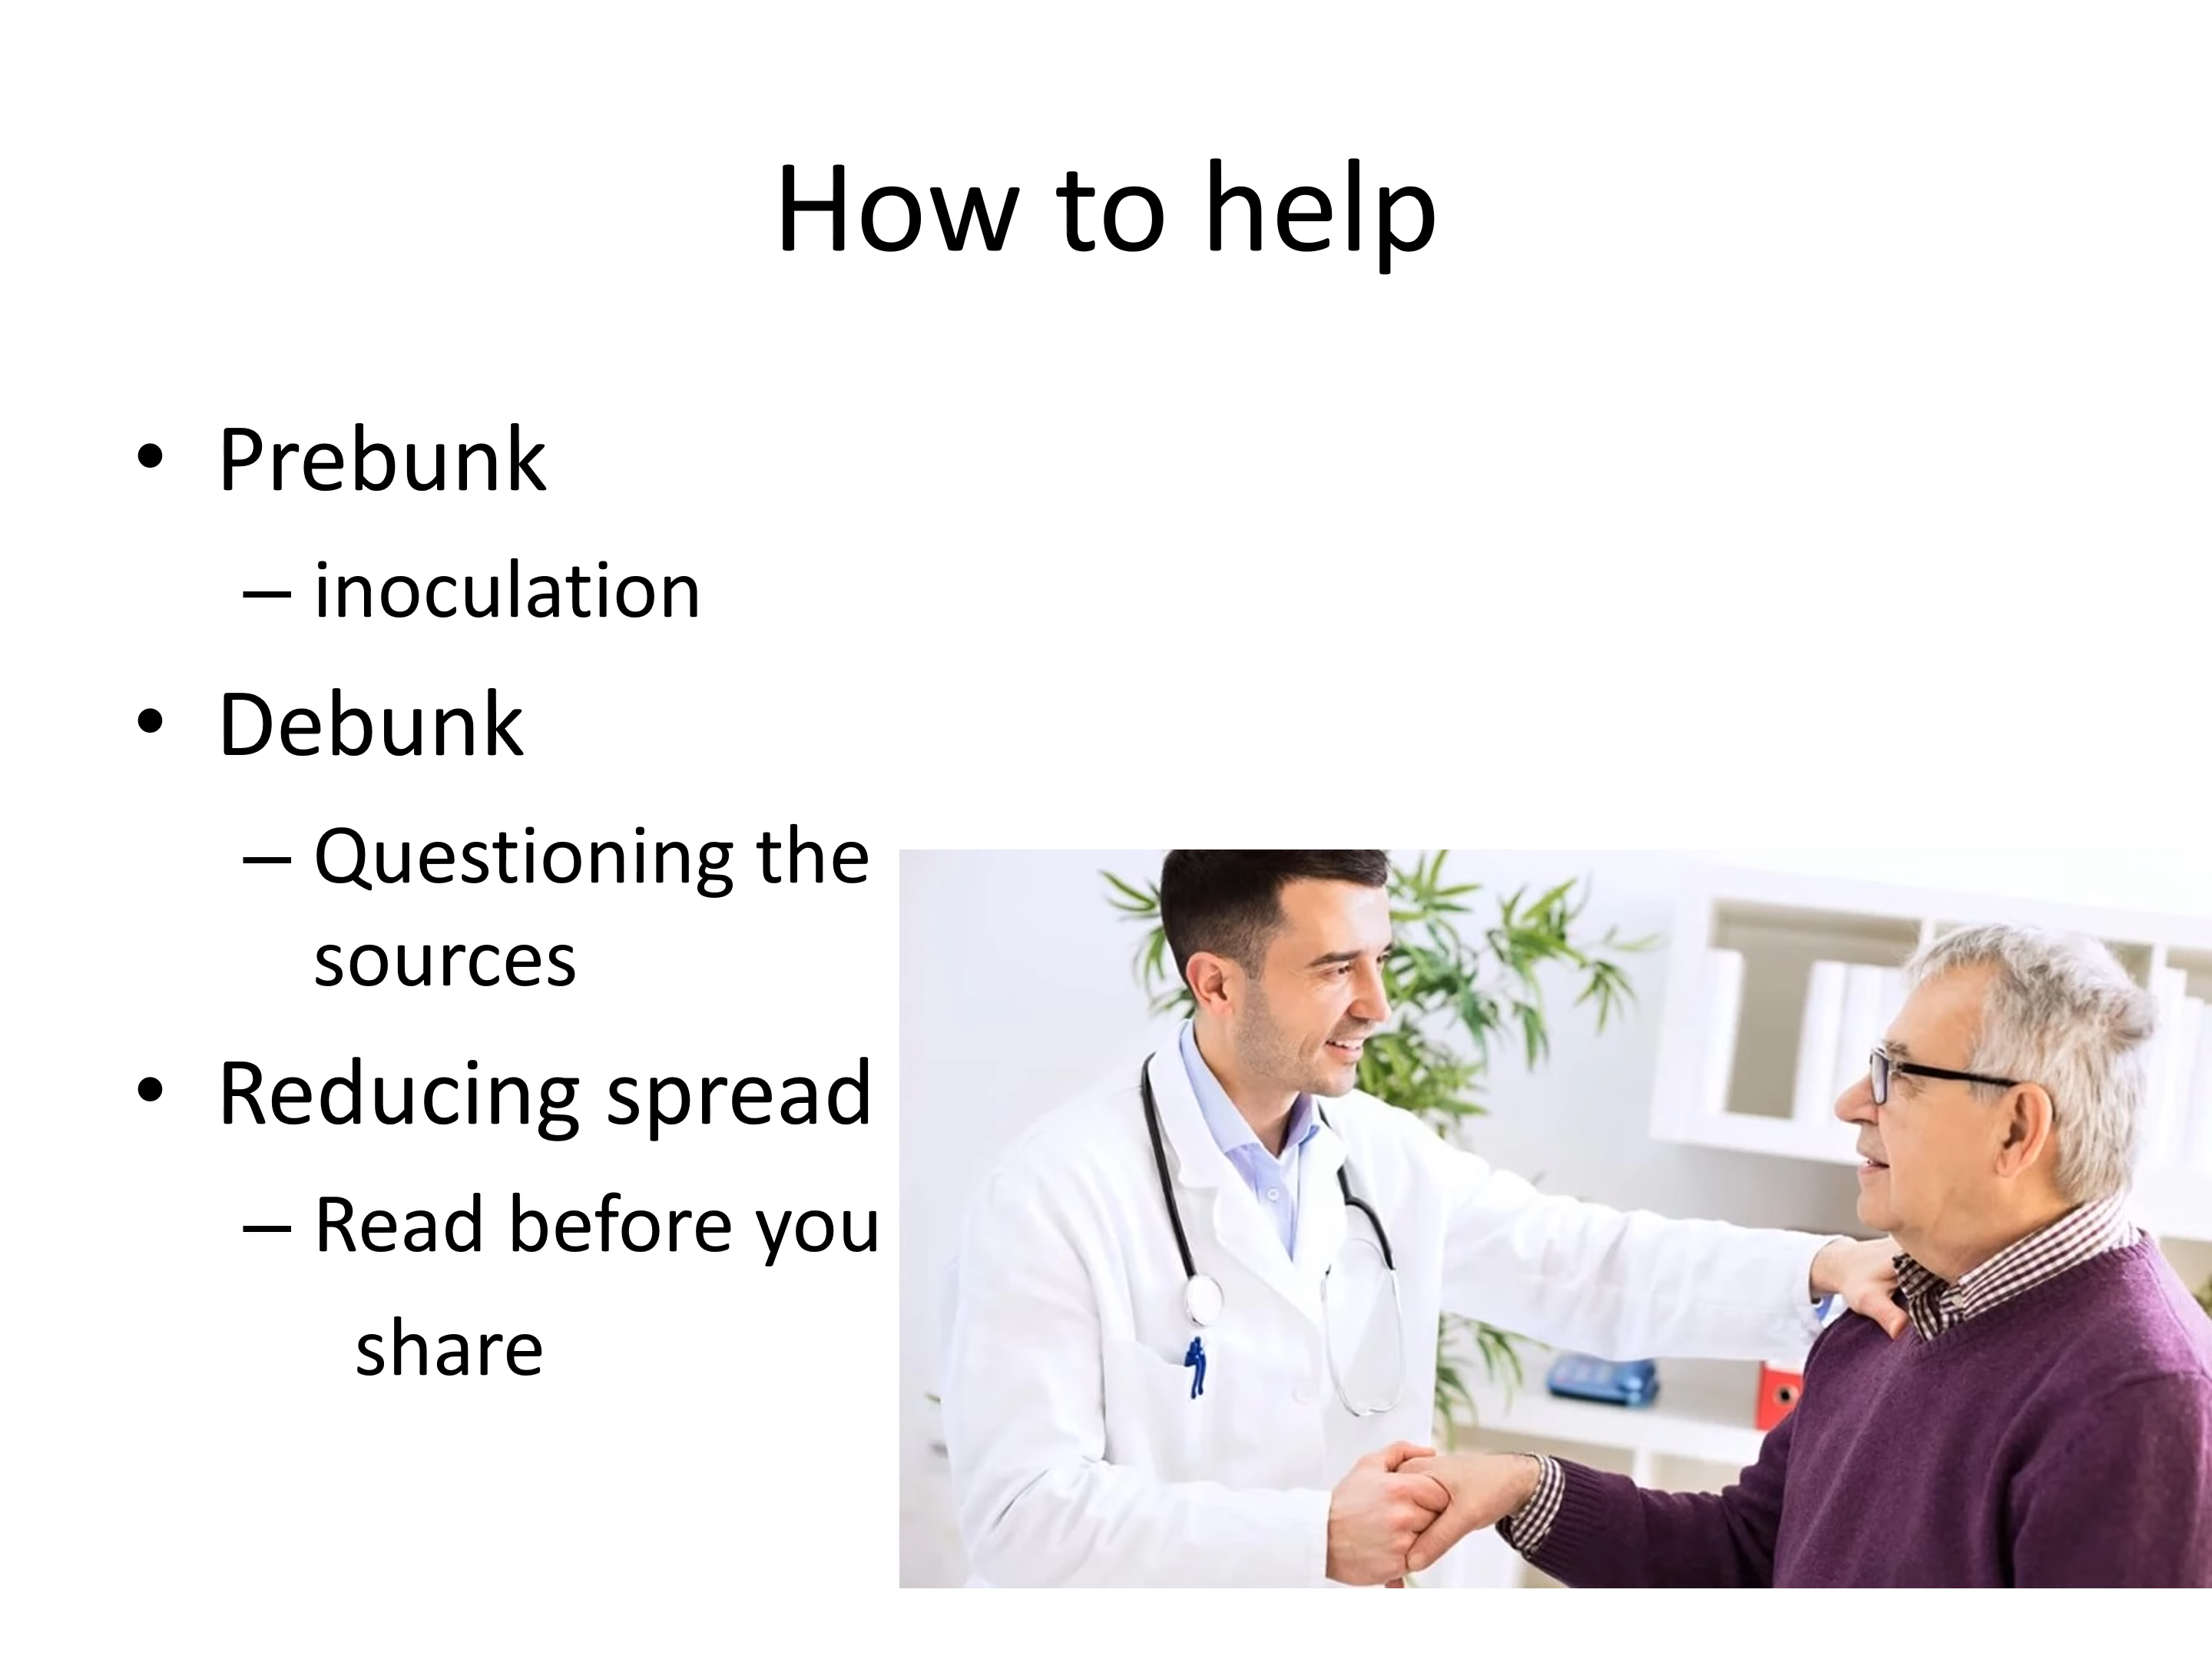 How to help
• Prebunk
– inoculation
• Debunk
– Questioning the
sources
• Reducing spread
– Read before you
share